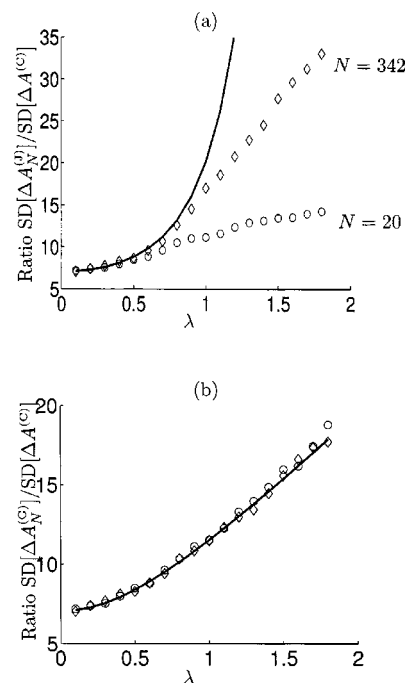 (a)
35
30
25
20
15
10
5
0
0.5
1
1.5
2
λ
Ratio SD[ΔA_N^(I)]/SD[ΔA^(C)]
N = 342
N = 20
(b)
20
15
10
5
0
0.5
1
1.5
2
λ
Ratio SD[ΔA_N^(G)]/SD[ΔA^(C)]